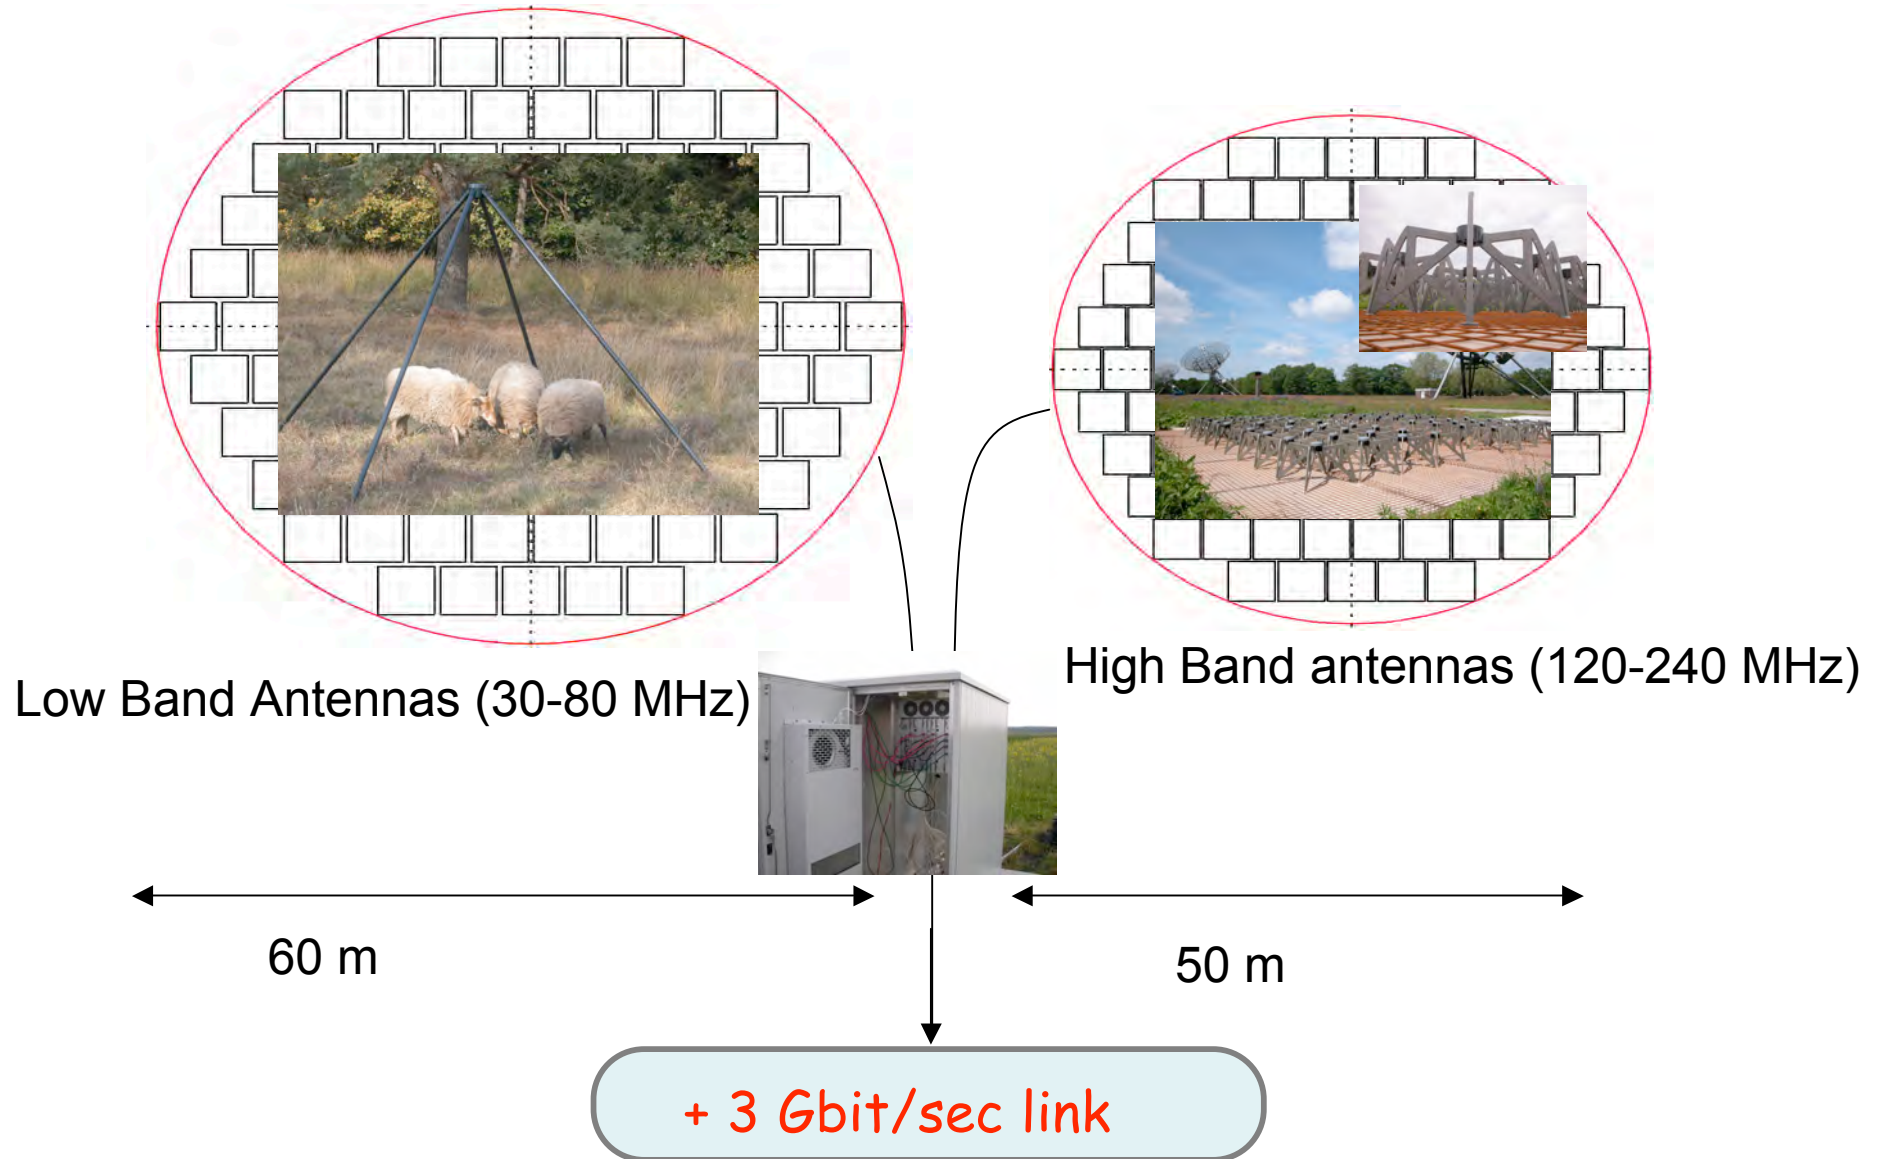 Low Band Antennas (30-80 MHz)
High Band antennas (120-240 MHz)
60 m
50 m
+ 3 Gbit/sec link